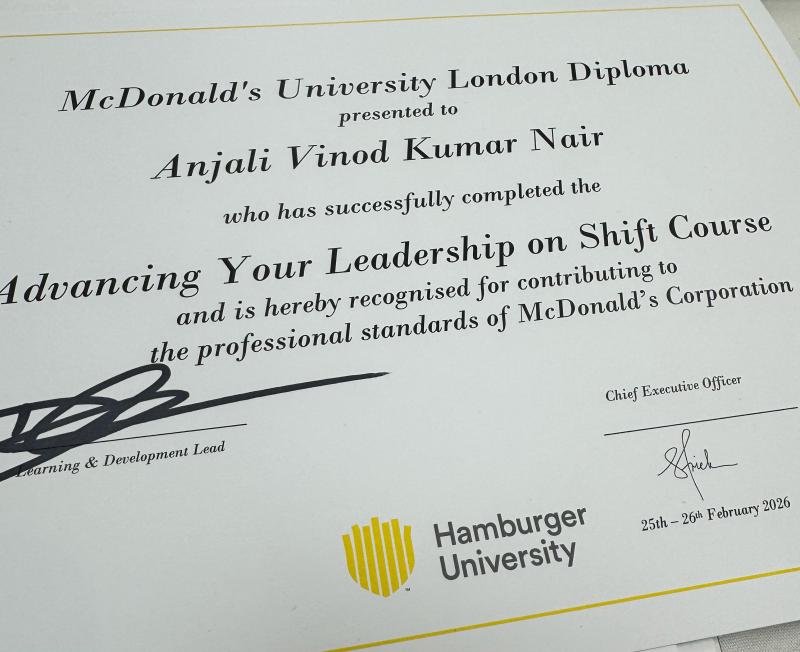 McDonald's University London Diploma
presented to
Anjali Vinod Kumar Nair
who has successfully completed the
Advancing Your Leadership on Shift Course
and is hereby recognised for contributing to
the professional standards of McDonald's Corporation
Chief Executive Officer
Learning & Development Lead
Hamburger
University
™
25th – 26th February 2026